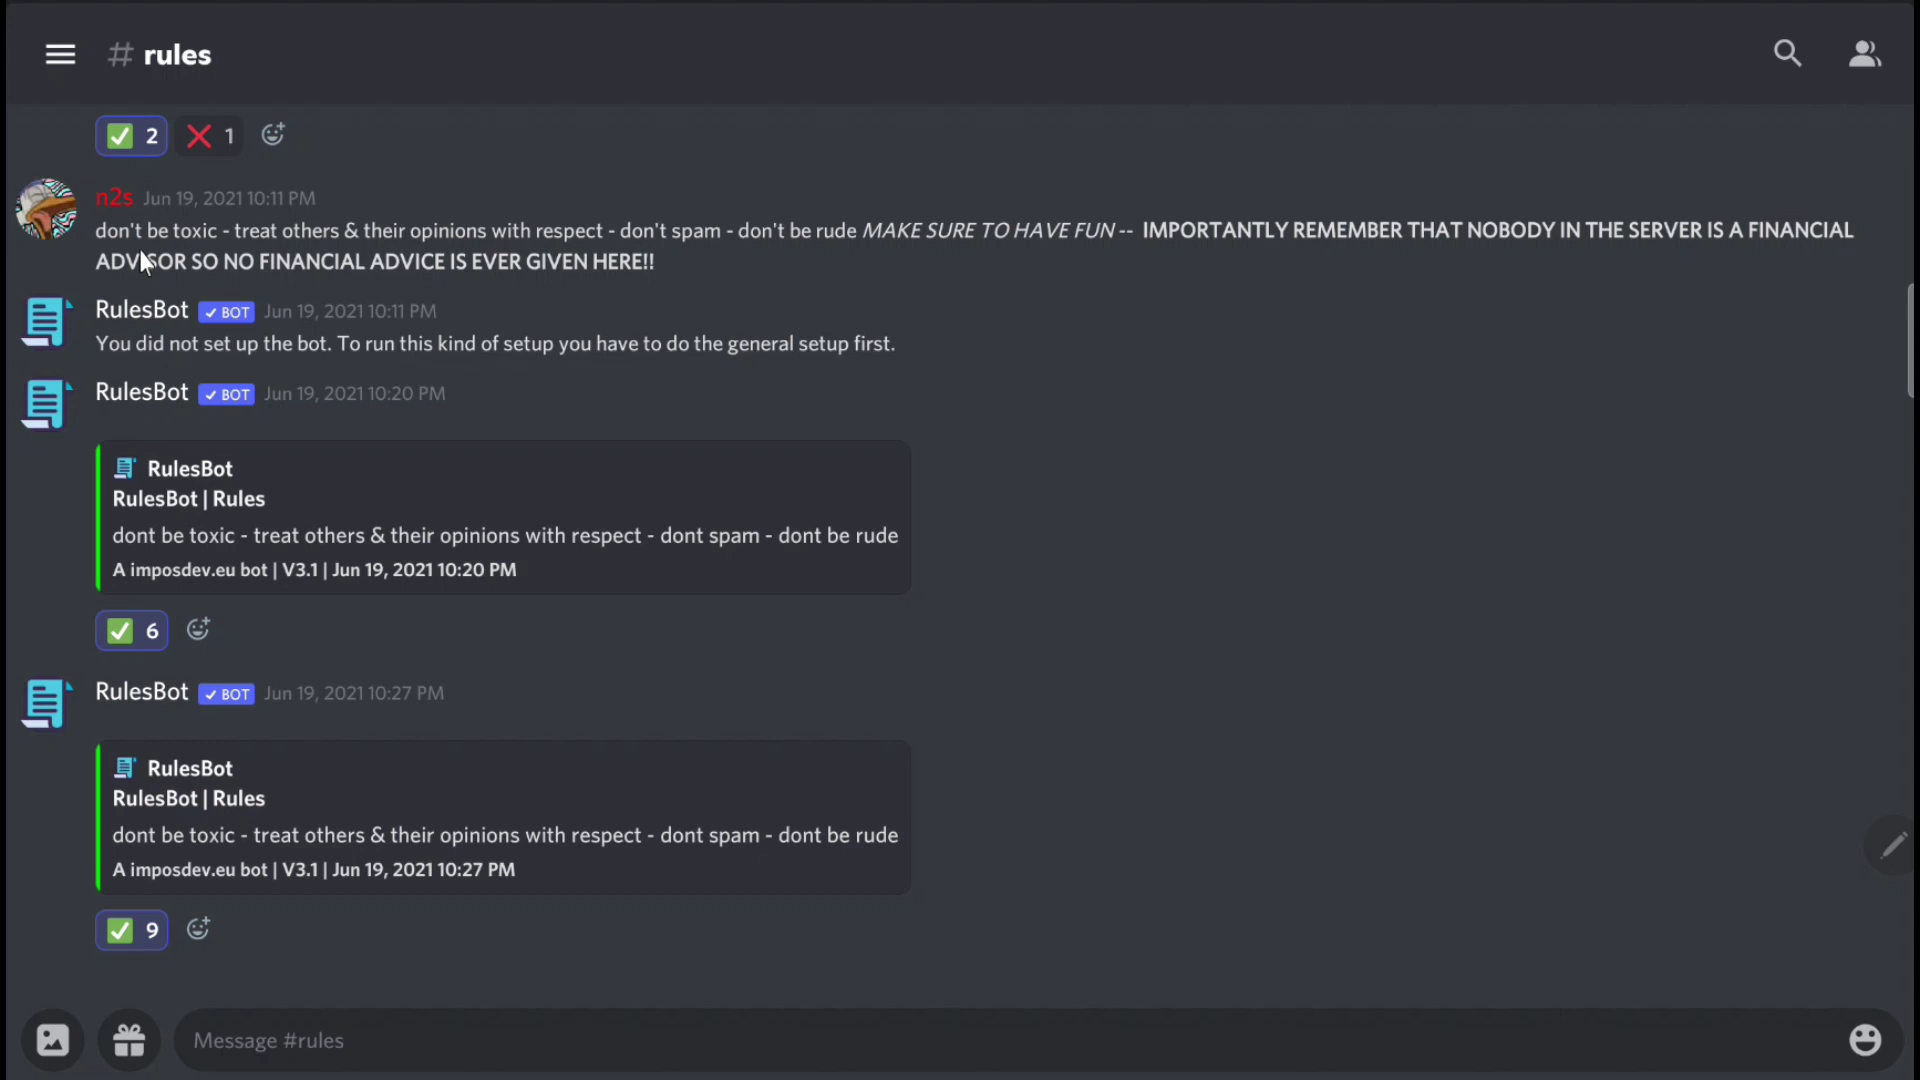 # rules
2 1
n2s Jun 19, 2021 10:11 PM
don't be toxic - treat others & their opinions with respect - don't spam - don't be rude MAKE SURE TO HAVE FUN -- IMPORTANTLY REMEMBER THAT NOBODY IN THE SERVER IS A FINANCIAL
ADVISOR SO NO FINANCIAL ADVICE IS EVER GIVEN HERE!!
RulesBot ✓ BOT Jun 19, 2021 10:11 PM
You did not set up the bot. To run this kind of setup you have to do the general setup first.
RulesBot ✓ BOT Jun 19, 2021 10:20 PM
RulesBot
RulesBot | Rules
dont be toxic - treat others & their opinions with respect - dont spam - dont be rude
A imposdev.eu bot | V3.1 | Jun 19, 2021 10:20 PM
6
RulesBot ✓ BOT Jun 19, 2021 10:27 PM
RulesBot
RulesBot | Rules
dont be toxic - treat others & their opinions with respect - dont spam - dont be rude
A imposdev.eu bot | V3.1 | Jun 19, 2021 10:27 PM
9
Message #rules